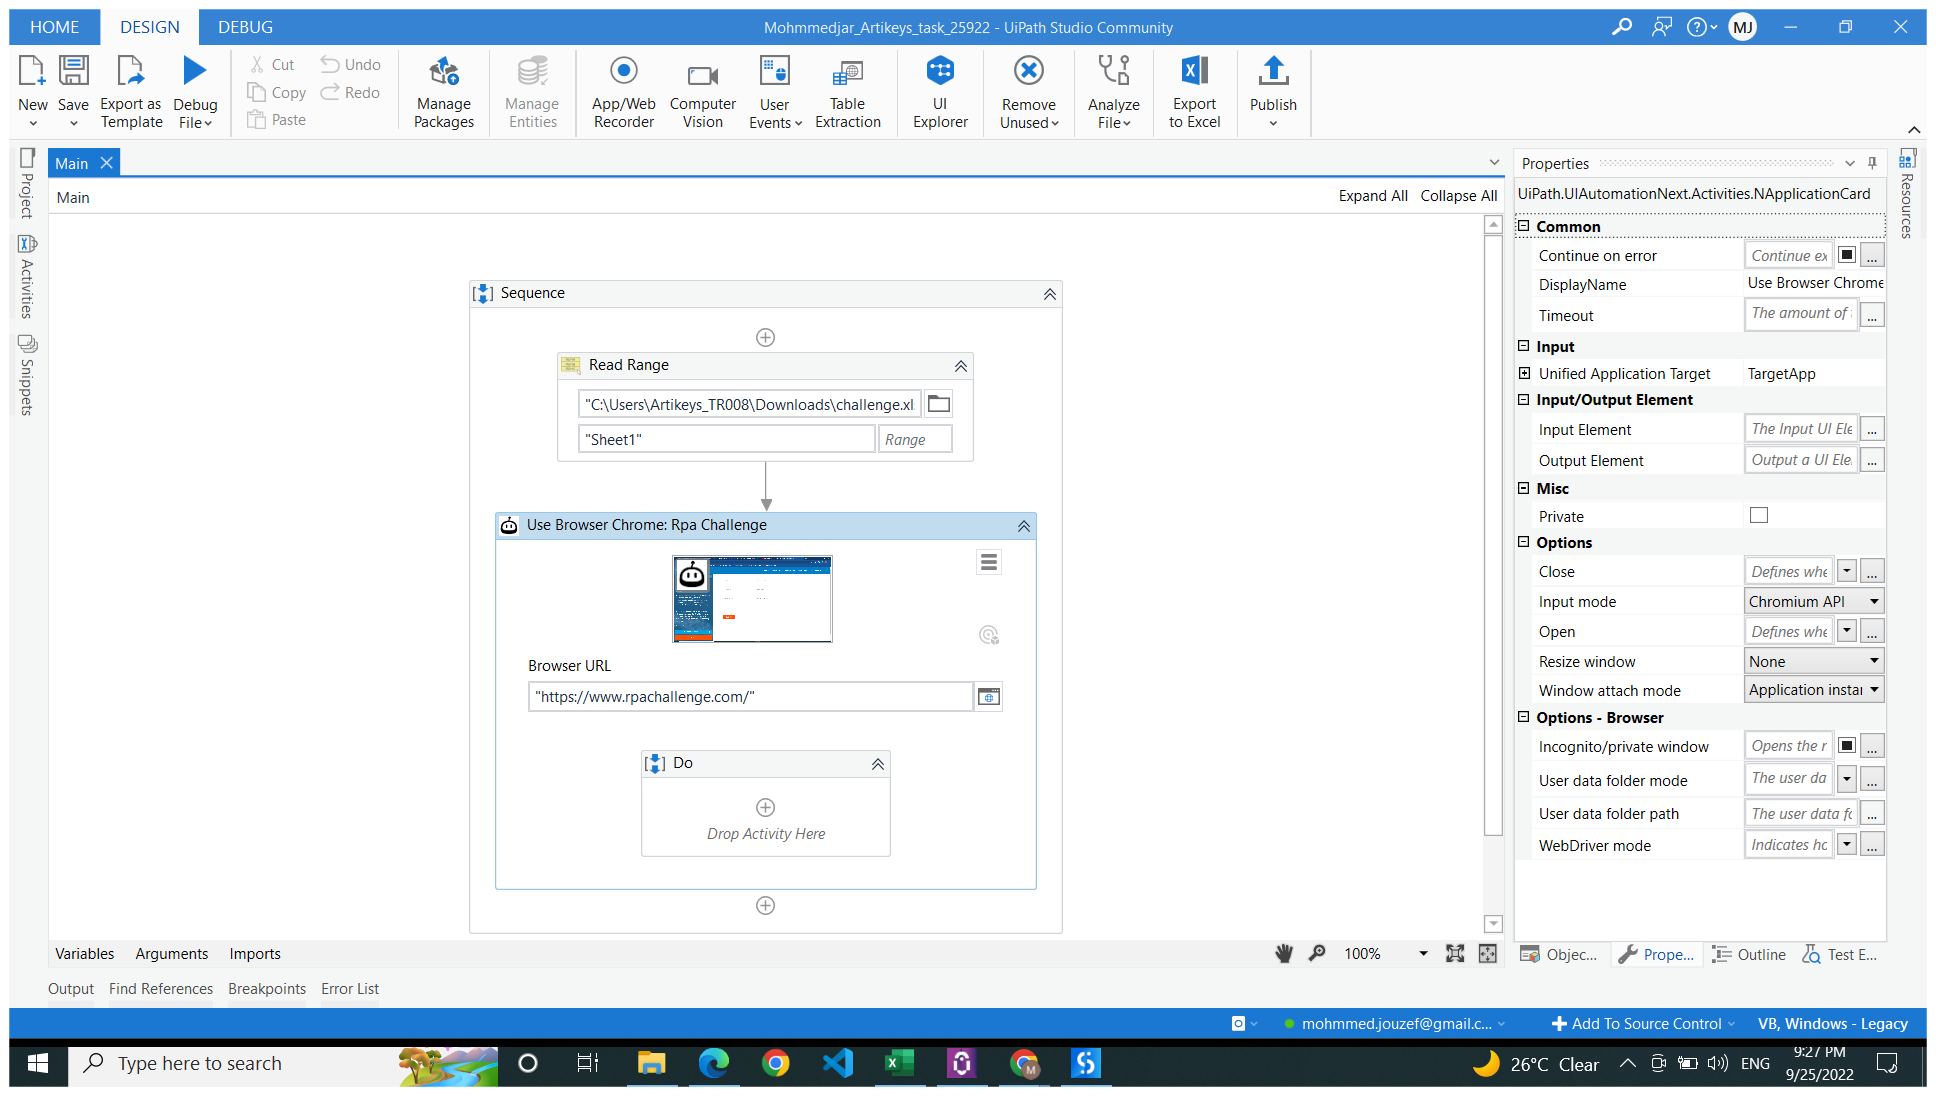 HOME DESIGN DEBUG Mohmmedjar_Artikeys_task_25922 - UiPath Studio Community MJ
New Save Export as Template Debug File
Cut Copy Paste Undo Redo
Manage Packages Manage Entities
App/Web Recorder Computer Vision User Events Table Extraction
UI Explorer Remove Unused Analyze File Export to Excel Publish
Main
Main Expand All Collapse All
Project
Activities
Snippets
Sequence
Read Range
"C:\Users\Artikeys_TR008\Downloads\challenge.xl
"Sheet1" Range
Use Browser Chrome: Rpa Challenge
Browser URL
"https://www.rpachallenge.com/"
Do
Drop Activity Here
Properties
UiPath.UIAutomationNext.Activities.NApplicationCard
Common
Continue on error Continue ex ...
DisplayName Use Browser Chrome
Timeout The amount of ...
Input
Unified Application Target TargetApp
Input/Output Element
Input Element The Input UI Ele ...
Output Element Output a UI Ele ...
Misc
Private
Options
Close Defines whe ...
Input mode Chromium API
Open Defines whe ...
Resize window None
Window attach mode Application instar
Options - Browser
Incognito/private window Opens the r ...
User data folder mode The user da ...
User data folder path The user data fo ...
WebDriver mode Indicates ho ...
Resources
Variables Arguments Imports 100%
Objec... Prope... Outline Test E...
Output Find References Breakpoints Error List
mohmmed.jouzef@gmail.c... Add To Source Control VB, Windows - Legacy
Type here to search
M
26°C Clear ENG
9:27 PM
9/25/2022